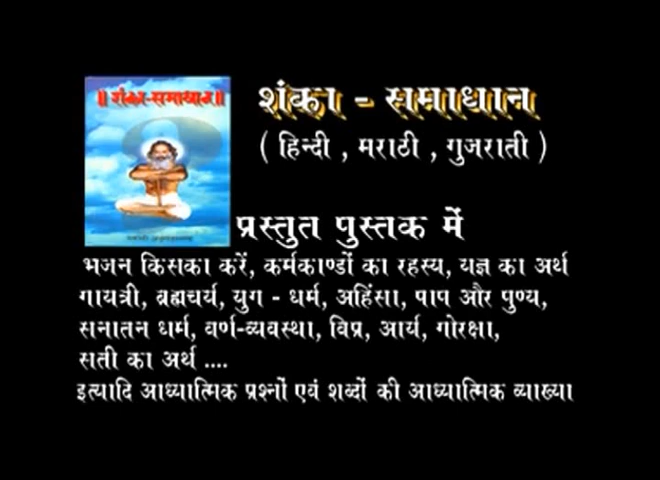 ॥ शंका-समाधान ॥
शंका - समाधान
( हिन्दी , मराठी , गुजराती )
प्रस्तुत पुस्तक में
भजन किसका करें, कर्मकाण्डों का रहस्य, यज्ञ का अर्थ
गायत्री, ब्रह्मचर्य, युग - धर्म, अहिंसा, पाप और पुण्य,
सनातन धर्म, वर्ण-व्यवस्था, विप्र, आर्य, गोरक्षा,
सती का अर्थ ....
इत्यादि आध्यात्मिक प्रश्नों एवं शब्दों की आध्यात्मिक व्याख्या